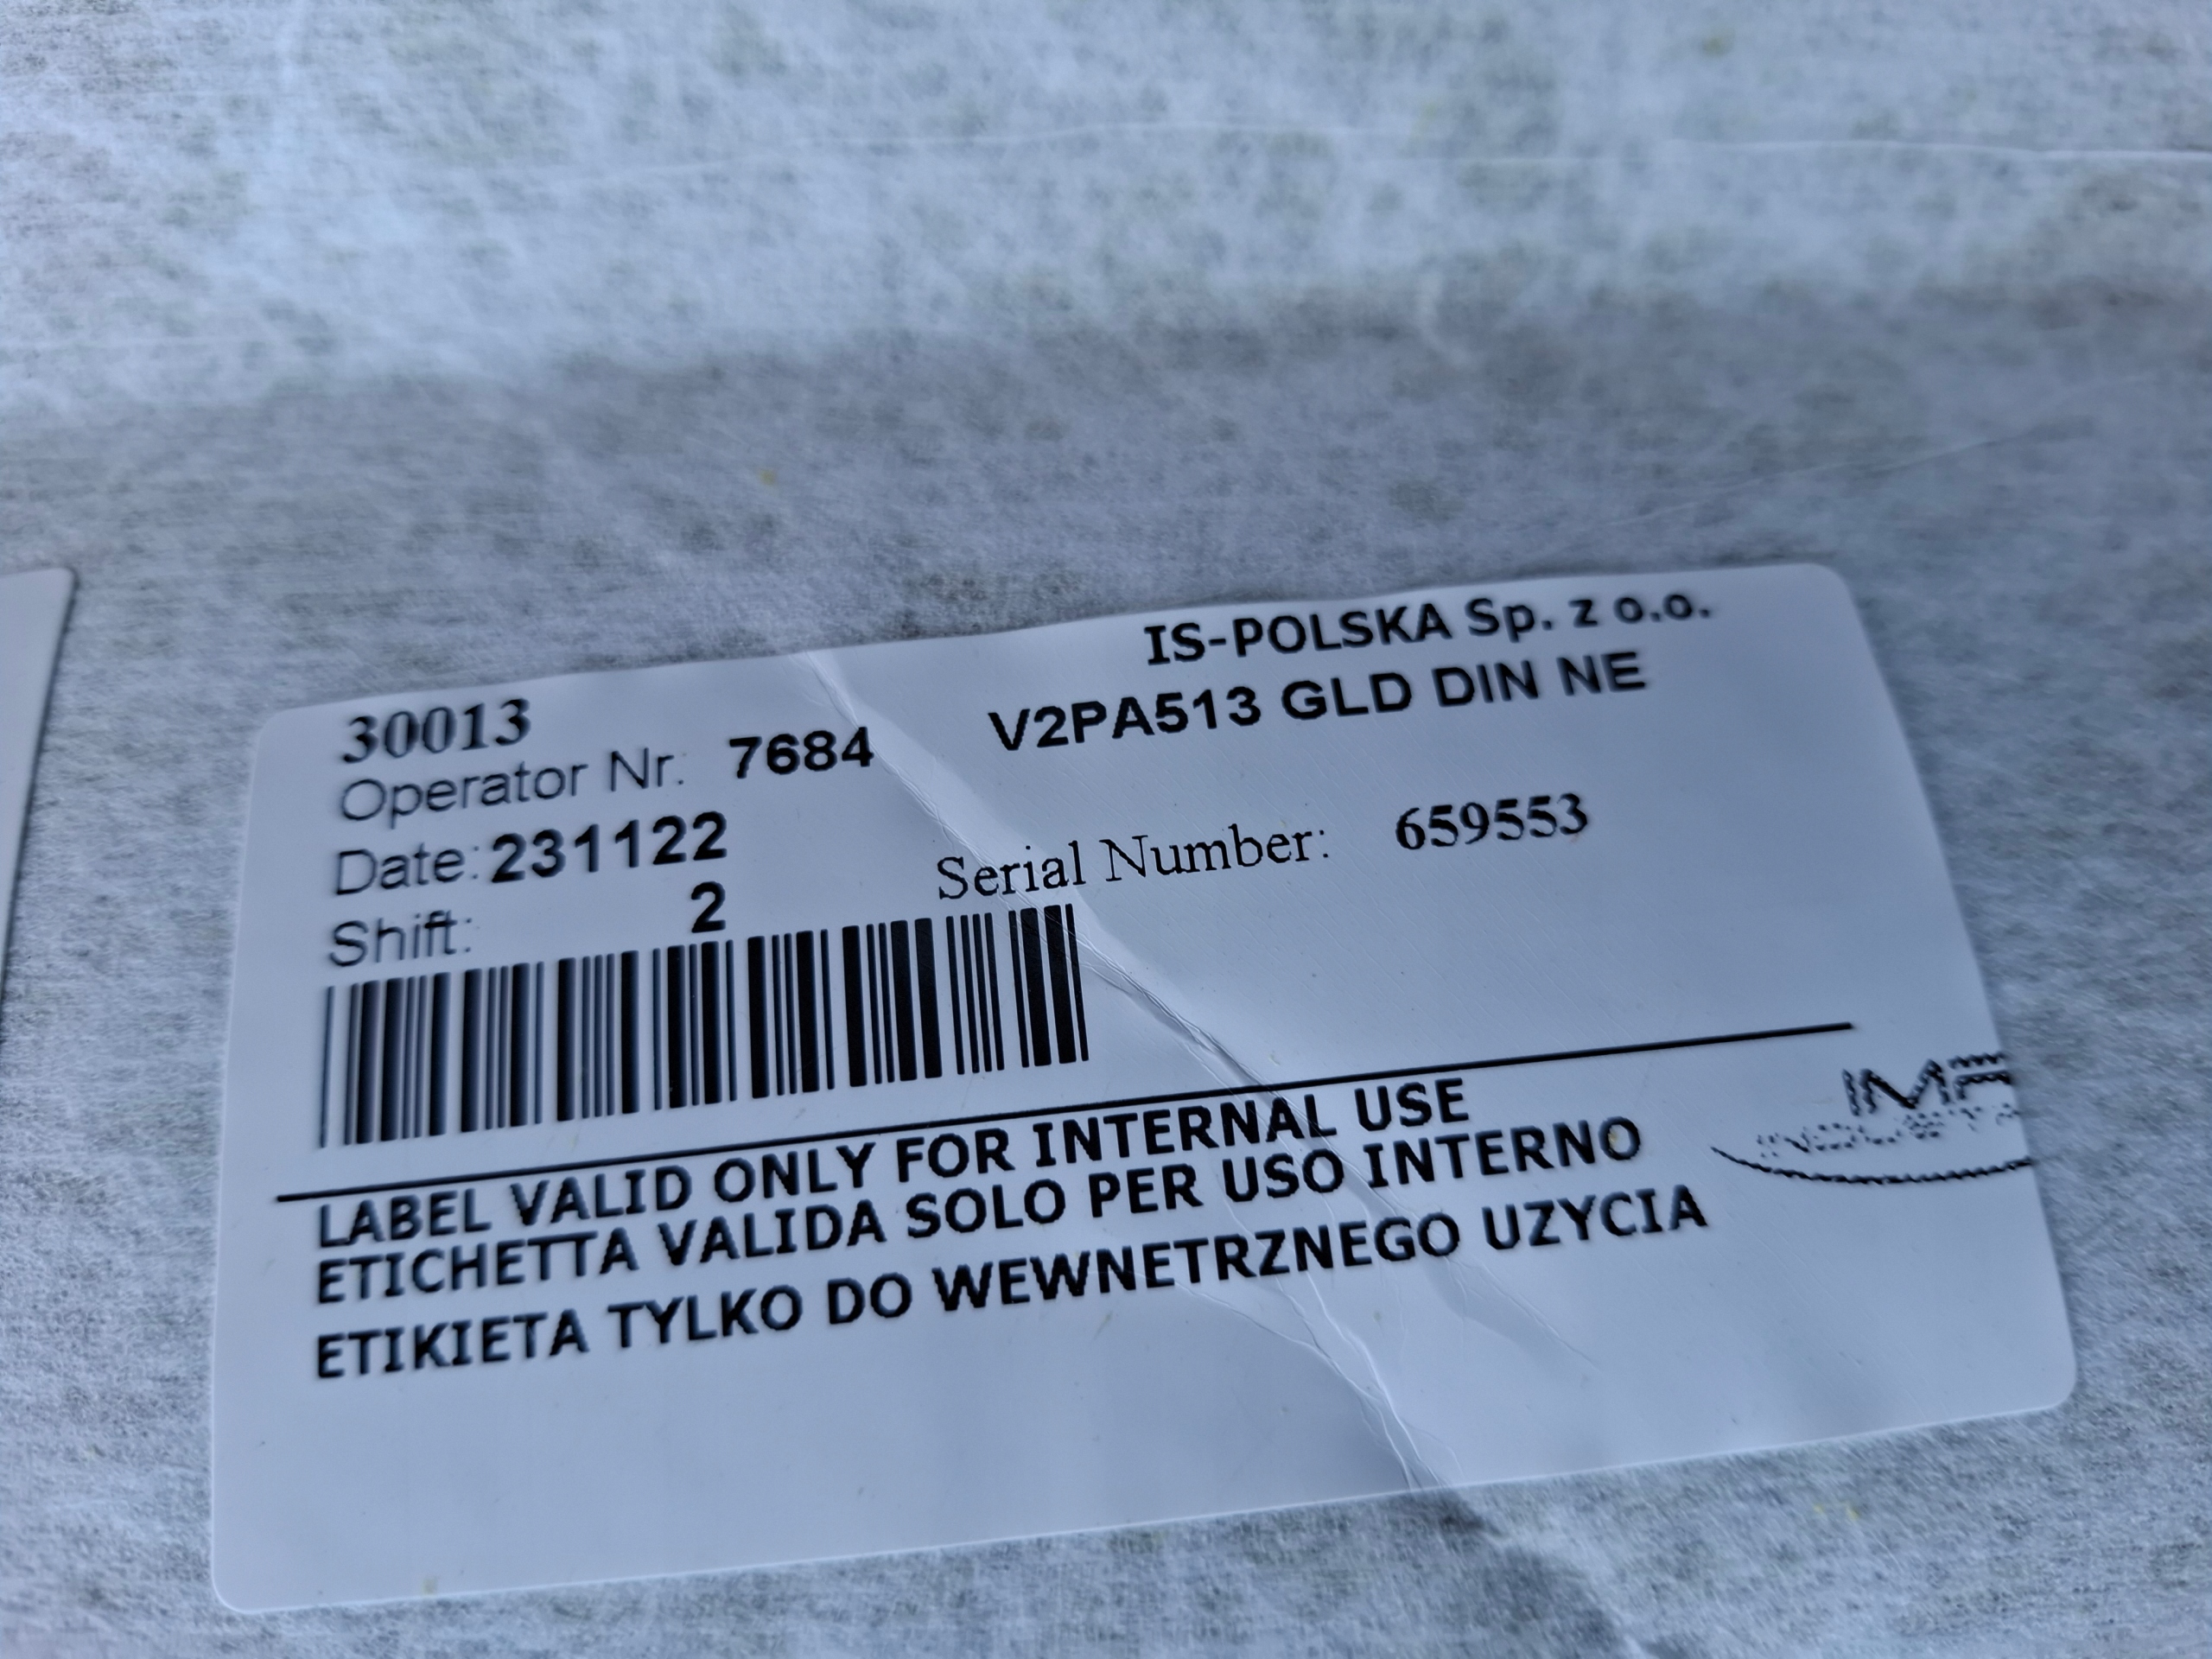 IS-POLSKA Sp. z o.o.
30013
V2PA513 GLD DIN NE
Operator Nr: 7684
Date: 231122
Serial Number: 659553
Shift: 2
LABEL VALID ONLY FOR INTERNAL USE
ETICHETTA VALIDA SOLO PER USO INTERNO
ETIKIETA TYLKO DO WEWNETRZNEGO UZYCIA